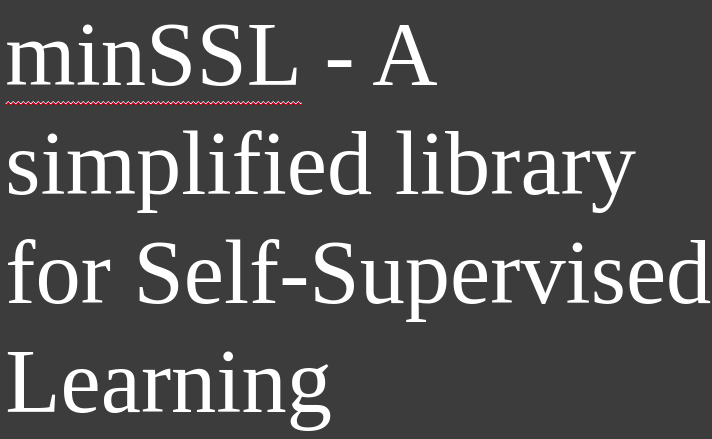 minSSL - A
simplified library
for Self-Supervised
Learning